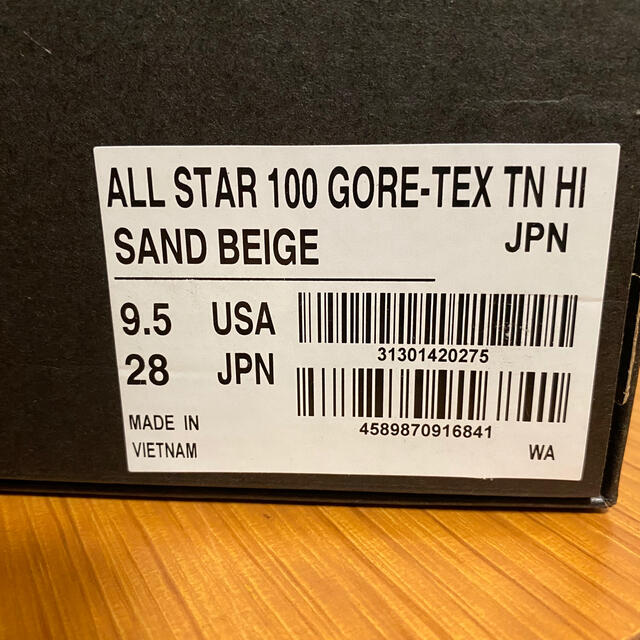 ALL STAR 100 GORE-TEX TN HI
SAND BEIGE JPN
9.5 USA
28 JPN
31301420275
4589870916841
MADE IN
VIETNAM
WA